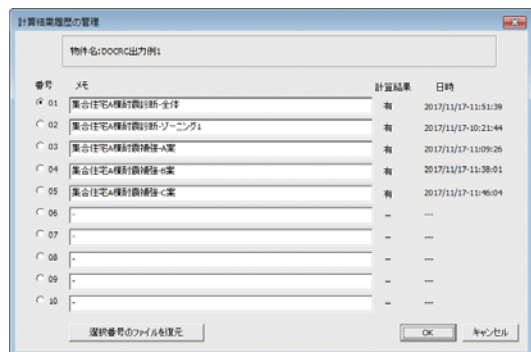 計算結果履歴の管理
物件名:DOCRC出力例1
番号 メモ 計算結果 日時
01 集合住宅A棟耐震診断-全体 有 2017/11/17-11:51:39
02 集合住宅A棟耐震診断-ゾーニング1 有 2017/11/17-10:21:44
03 集合住宅A棟耐震補強-A案 有 2017/11/17-11:09:26
04 集合住宅A棟耐震補強-B案 有 2017/11/17-11:38:01
05 集合住宅A棟耐震補強-C案 有 2017/11/17-11:46:04
06 - - ---
07 - - ---
08 - - ---
09 - - ---
10 - - ---
選択番号のファイルを復元 OK キャンセル